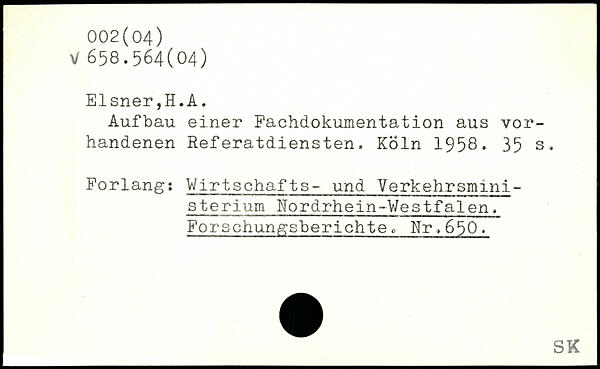 002(04)
v 658.564(04)
Elsner,H.A.
Aufbau einer Fachdokumentation aus vor-
handenen Referatdiensten. Köln 1958. 35 s.
Forlang: Wirtschafts- und Verkehrsmini-
sterium Nordrhein-Westfalen.
Forschungsberichte. Nr.650.
SK